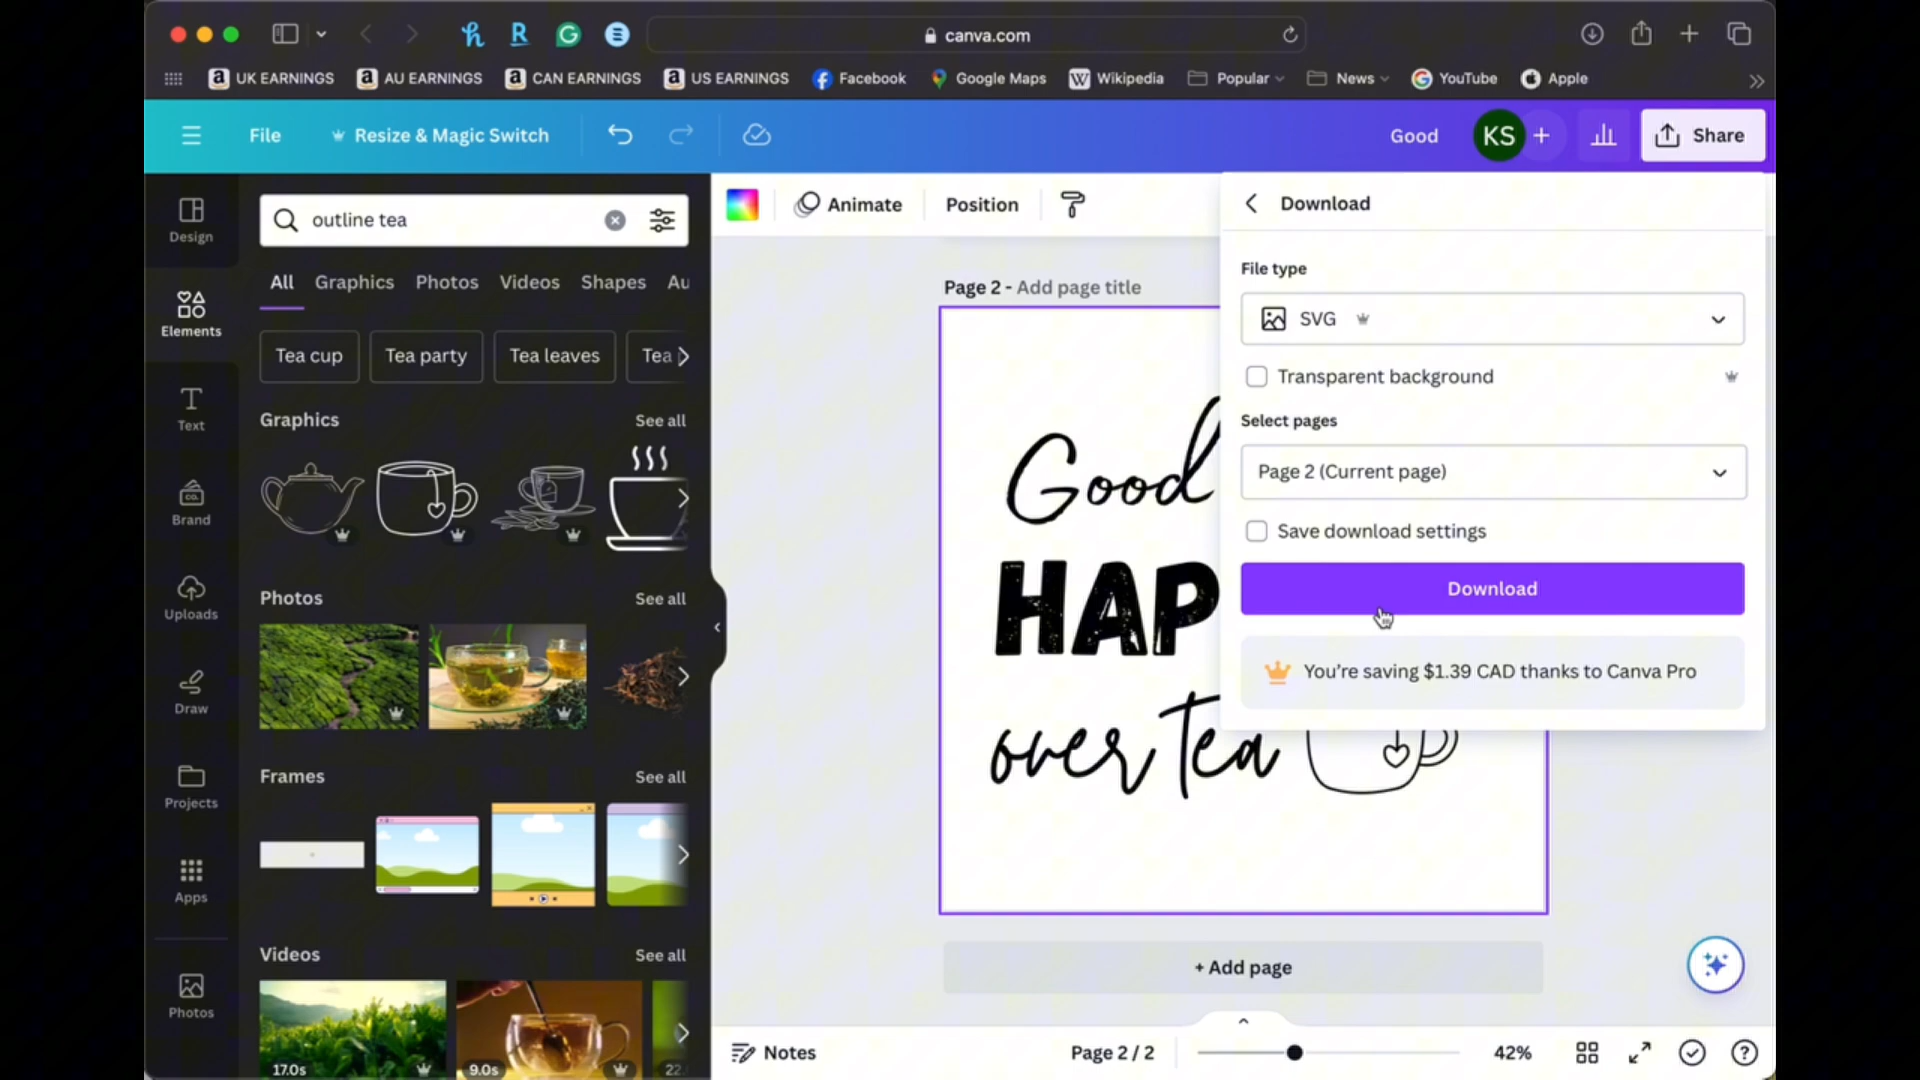 canva.com
UK EARNINGS
AU EARNINGS
CAN EARNINGS
US EARNINGS
Facebook
Google Maps
Wikipedia
Popular
News
YouTube
Apple
File
Resize & Magic Switch
Good
KS
Share
Design
Elements
Text
Brand
Uploads
Draw
Projects
Apps
Photos
outline tea
All
Graphics
Photos
Videos
Shapes
Au
Tea cup
Tea party
Tea leaves
Tea
Graphics
See all
Photos
See all
Frames
See all
Videos
See all
17.0s
9.0s
22.
Animate
Position
Page 2 - Add page title
Good
HAP
over tea
+ Add page
Download
File type
SVG
Transparent background
Select pages
Page 2 (Current page)
Save download settings
Download
You're saving $1.39 CAD thanks to Canva Pro
Notes
Page 2 / 2
42%